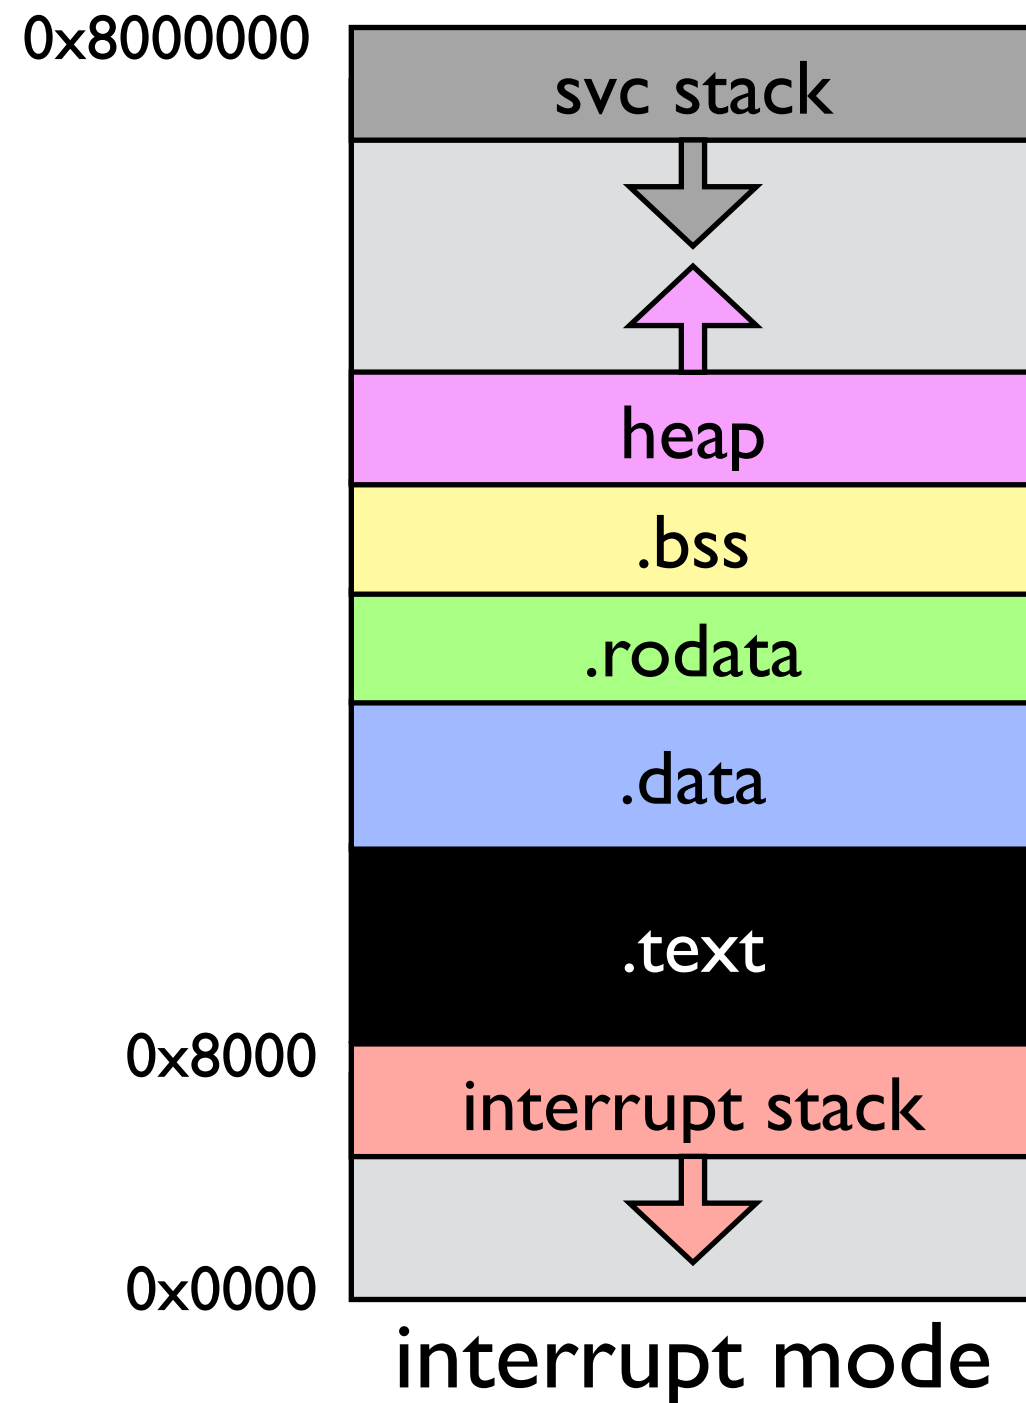 0x8000000
svc stack
heap
.bss
.rodata
.data
.text
0x8000
interrupt stack
0x0000
interrupt mode